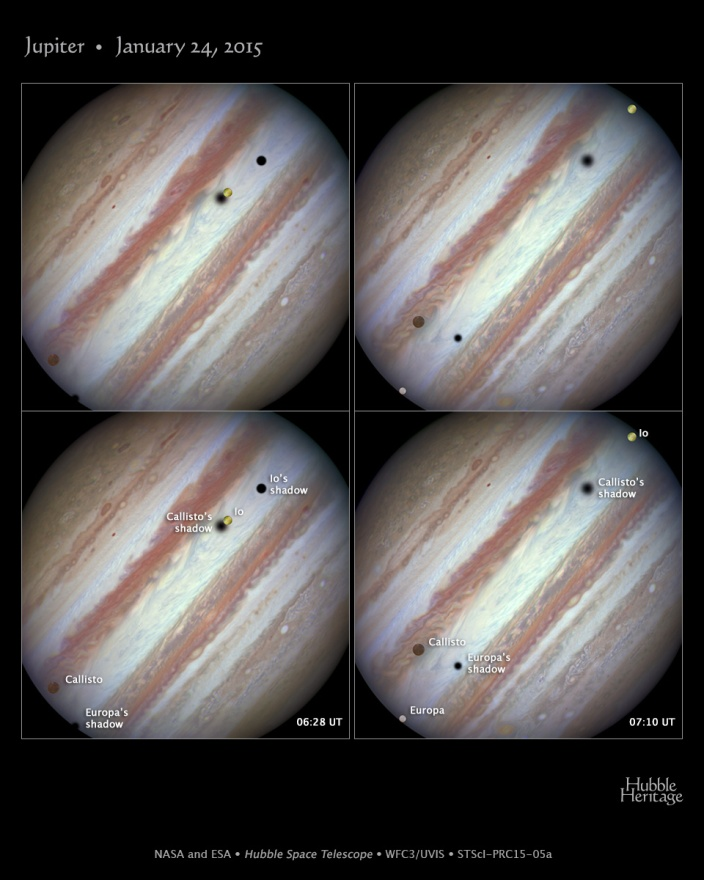 Jupiter • January 24, 2015
Io's
shadow
Io
Callisto's
shadow
Callisto
Europa's
shadow
06:28 UT
Io
Callisto's
shadow
Callisto
Europa's
shadow
Europa
07:10 UT
Hubble
Heritage
NASA and ESA • Hubble Space Telescope • WFC3/UVIS • STScI-PRC15-05a